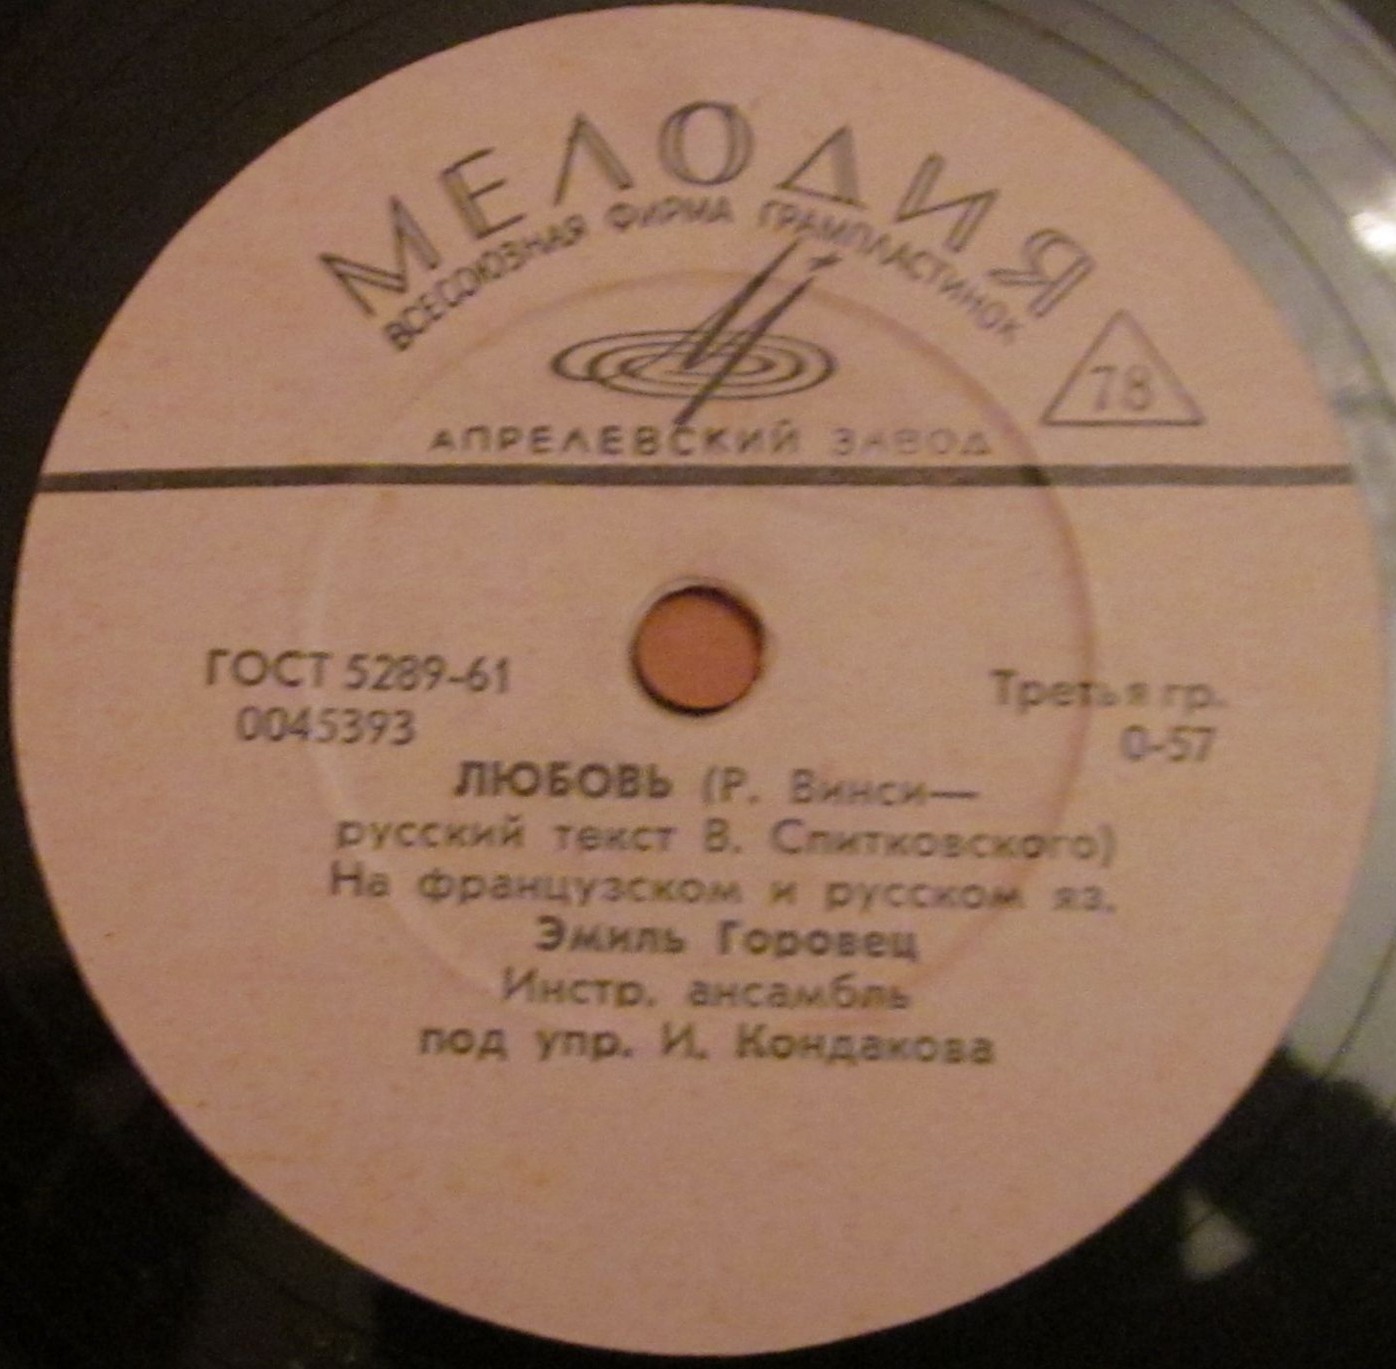 МЕЛОДИЯ
ВСЕСОЮЗНАЯ ФИРМА ГРАМПЛАСТИНОК
78
АПРЕЛЕВСКИЙ ЗАВОД
ГОСТ 5289-61
0045393
Третья гр.
0-57
ЛЮБОВЬ (Р. Винси—
русский текст В. Спитковского)
На французском и русском яз.
Эмиль Горовец
Инстр. ансамбль
под упр. И. Кондакова